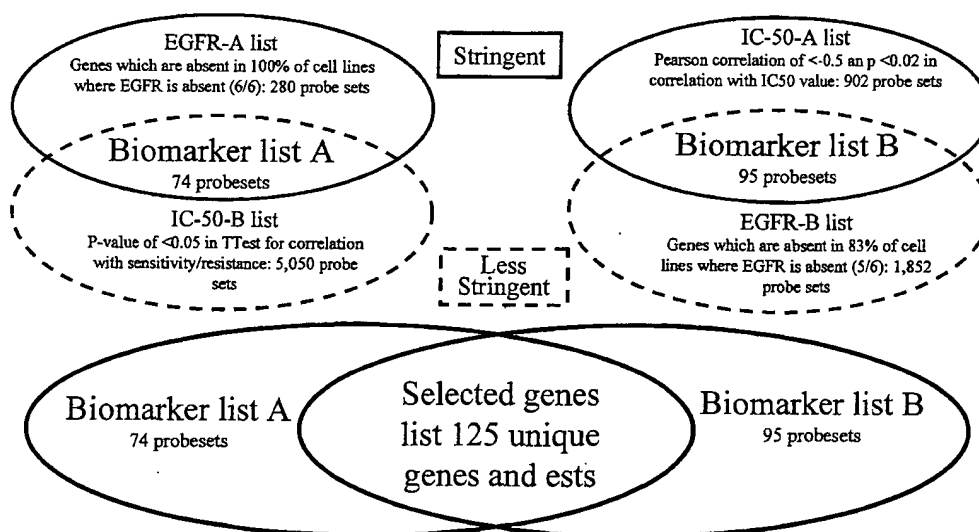 EGFR-A list
Genes which are absent in 100% of cell lines
where EGFR is absent (6/6): 280 probe sets
Biomarker list A
74 probesets
IC-50-B list
P-value of <0.05 in TTest for correlation
with sensitivity/resistance: 5,050 probe
sets
Stringent
Less
Stringent
IC-50-A list
Pearson correlation of <-0.5 an p <0.02 in
correlation with IC50 value: 902 probe sets
Biomarker list B
95 probesets
EGFR-B list
Genes which are absent in 83% of cell
lines where EGFR is absent (5/6): 1,852
probe sets
Biomarker list A
74 probesets
Selected genes
list 125 unique
genes and ests
Biomarker list B
95 probesets